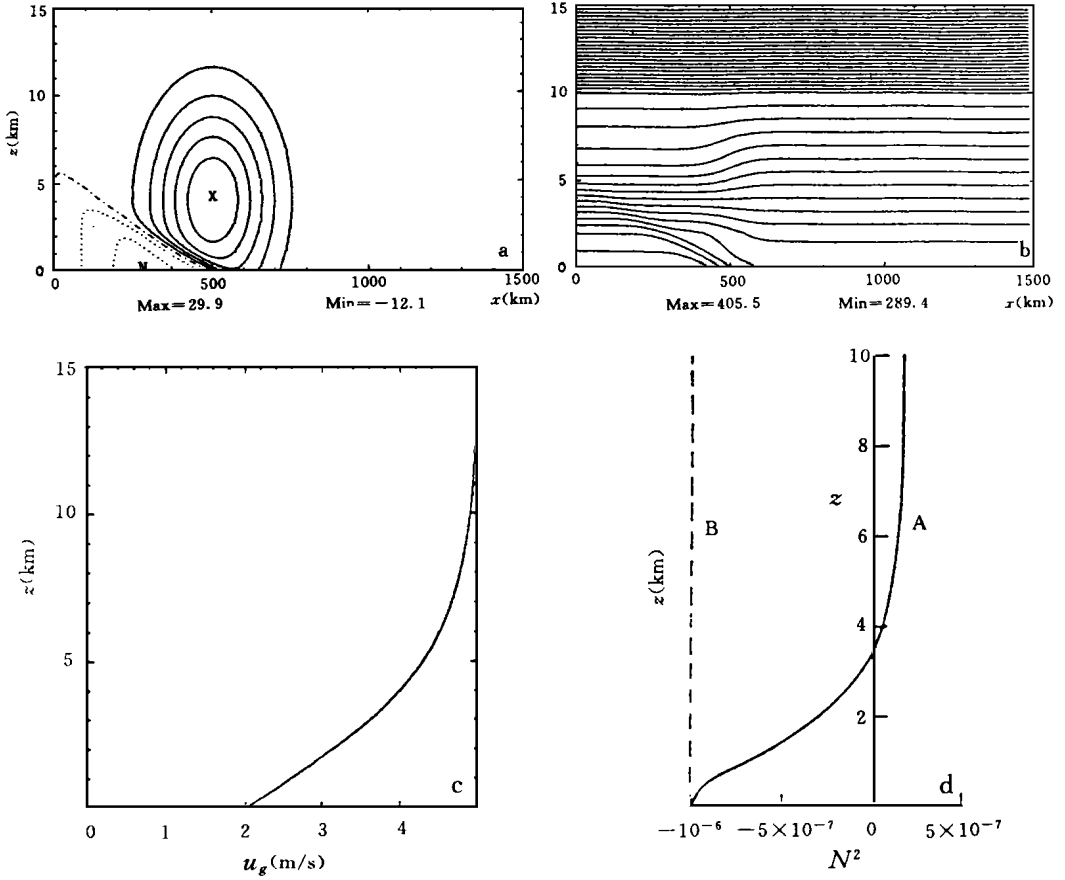 15
10
5
0
z(km)
X
N
a
0
500
1000
1500
Max=29.9
Min=-12.1
x(km)
15
10
5
0
b
0
500
1000
1500
Max=405.5
Min=289.4
x(km)
15
10
5
z(km)
c
0
1
2
3
4
u_g(m/s)
10
8
z
6
4
2
A
B
z(km)
d
-10^-6
-5×10^-7
0
5×10^-7
N²